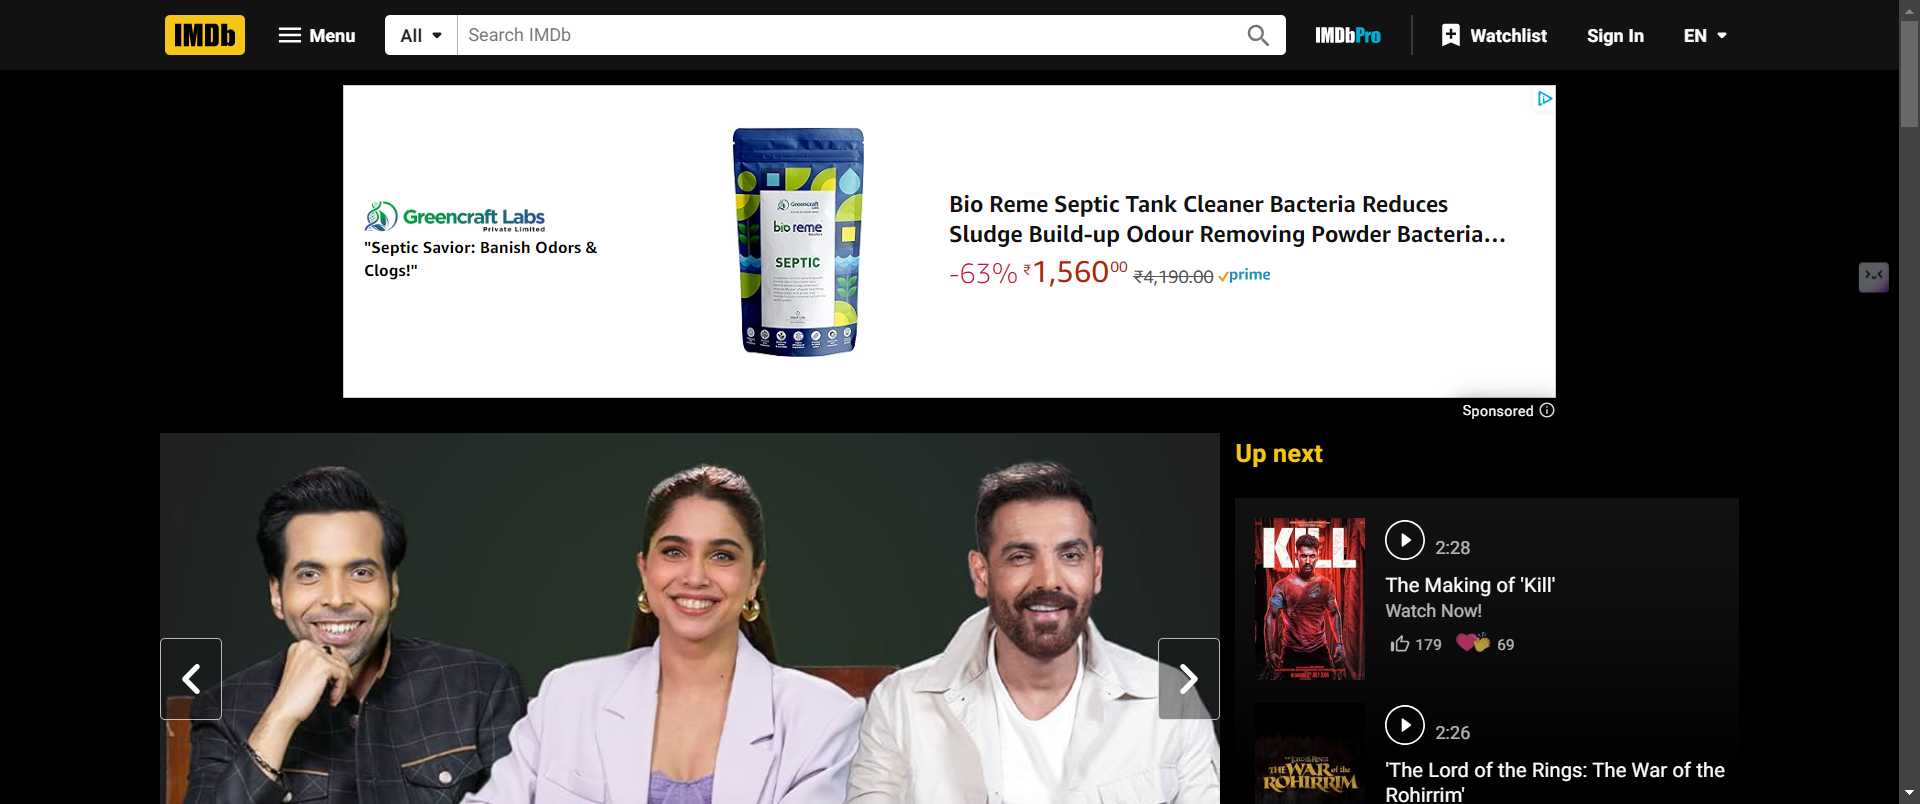 IMDb
Menu
All
Search IMDb
IMDbPro
Watchlist
Sign In
EN
Greencraft Labs
Private Limited
"Septic Savior: Banish Odors &
Clogs!"
Greencraft
bio reme
SEPTIC
Bio Reme Septic Tank Cleaner Bacteria Reduces
Sludge Build-up Odour Removing Powder Bacteria...
-63% ₹1,560⁰⁰ ₹4,190.00 prime
Sponsored
Up next
KILL
2:28
The Making of 'Kill'
Watch Now!
179
69
THE WAR of the
ROHIRRIM
2:26
'The Lord of the Rings: The War of the
Rohirrim'